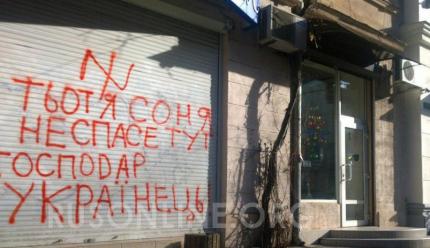 ТЬОТЯ СОНЯ
НЕ СПАСЕ ТУТ
ГОСПОДАР
УКРАЇНЕЦЬ